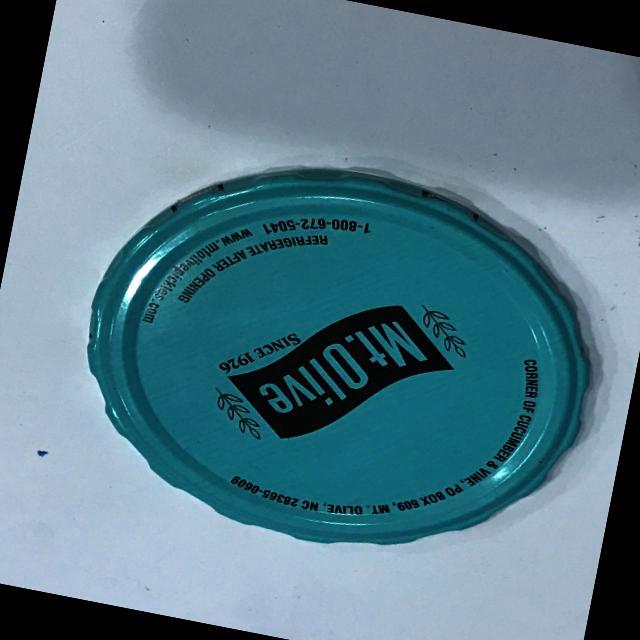 CORNER OF CUCUMBER & VINE, PO BOX 609, MT. OLIVE, NC 28365-0609
Mt. Olive
SINCE 1926
REFRIGERATE AFTER OPENING
1-800-672-5041 www.mtolivepickles.com